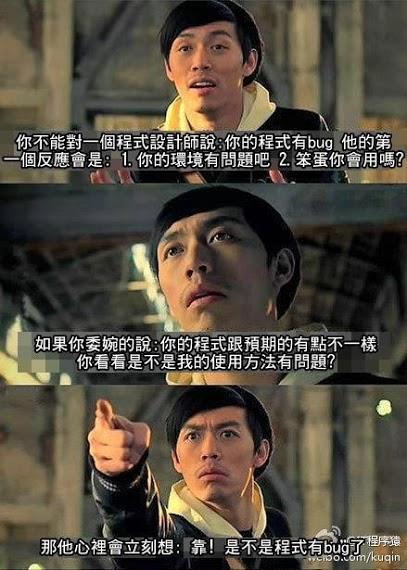 你不能對一個程式設計師說:你的程式有bug 他的第
一個反應會是: 1.你的環境有問題吧 2.笨蛋你會用嗎?
如果你委婉的說:你的程式跟預期的有點不一樣
你看看是不是我的使用方法有問題?
那他心裡會立刻想: 靠! 是不是程式有bug了
程序猿
weibo.com/kuqin